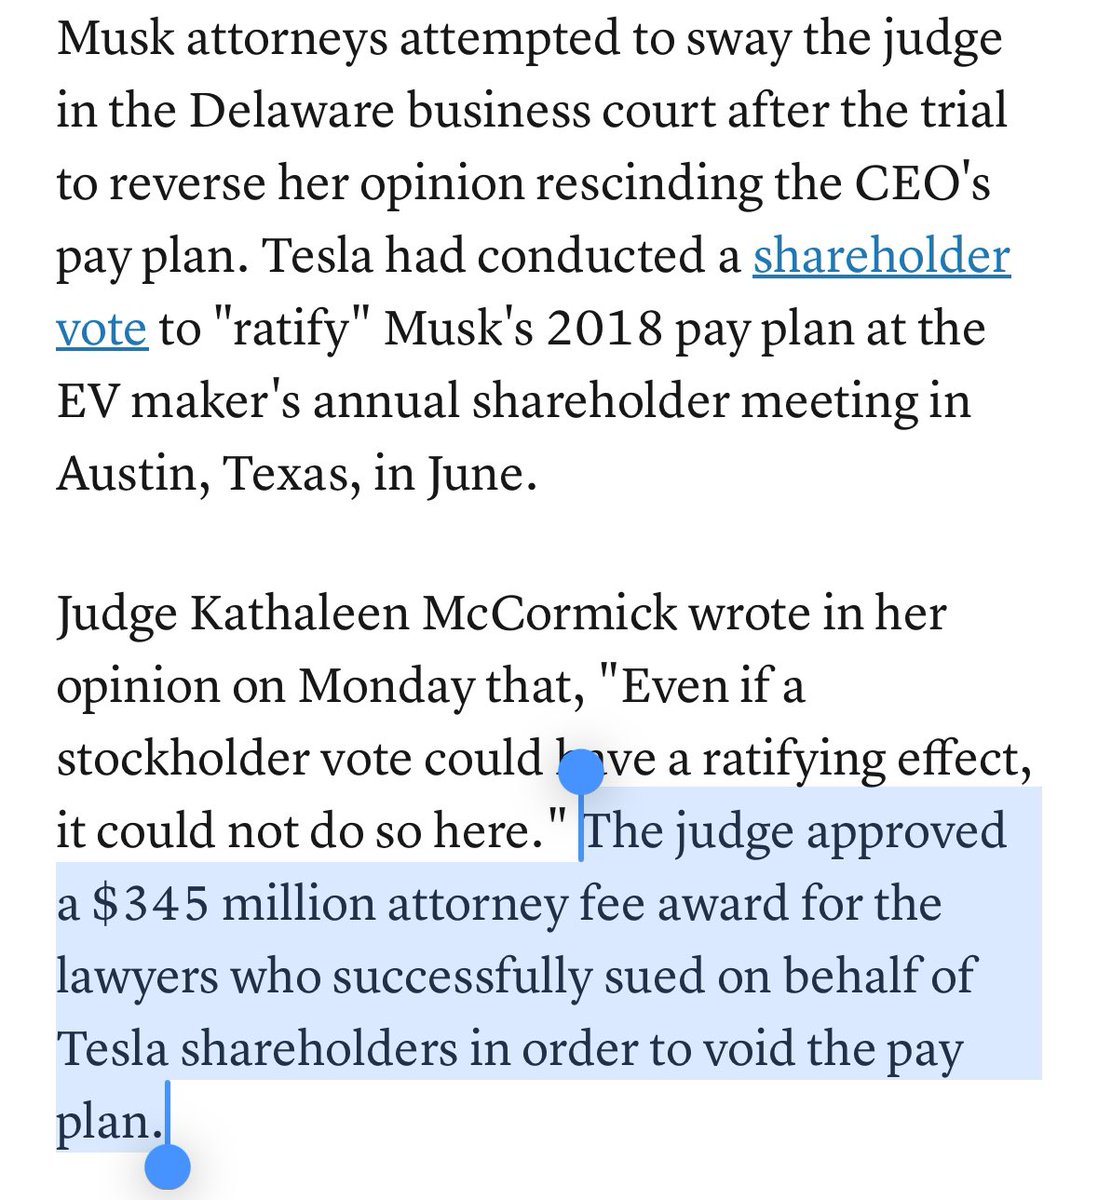 Musk attorneys attempted to sway the judge
in the Delaware business court after the trial
to reverse her opinion rescinding the CEO's
pay plan. Tesla had conducted a shareholder
vote to "ratify" Musk's 2018 pay plan at the
EV maker's annual shareholder meeting in
Austin, Texas, in June.
Judge Kathaleen McCormick wrote in her
opinion on Monday that, "Even if a
stockholder vote could have a ratifying effect,
it could not do so here." The judge approved
a $345 million attorney fee award for the
lawyers who successfully sued on behalf of
Tesla shareholders in order to void the pay
plan.